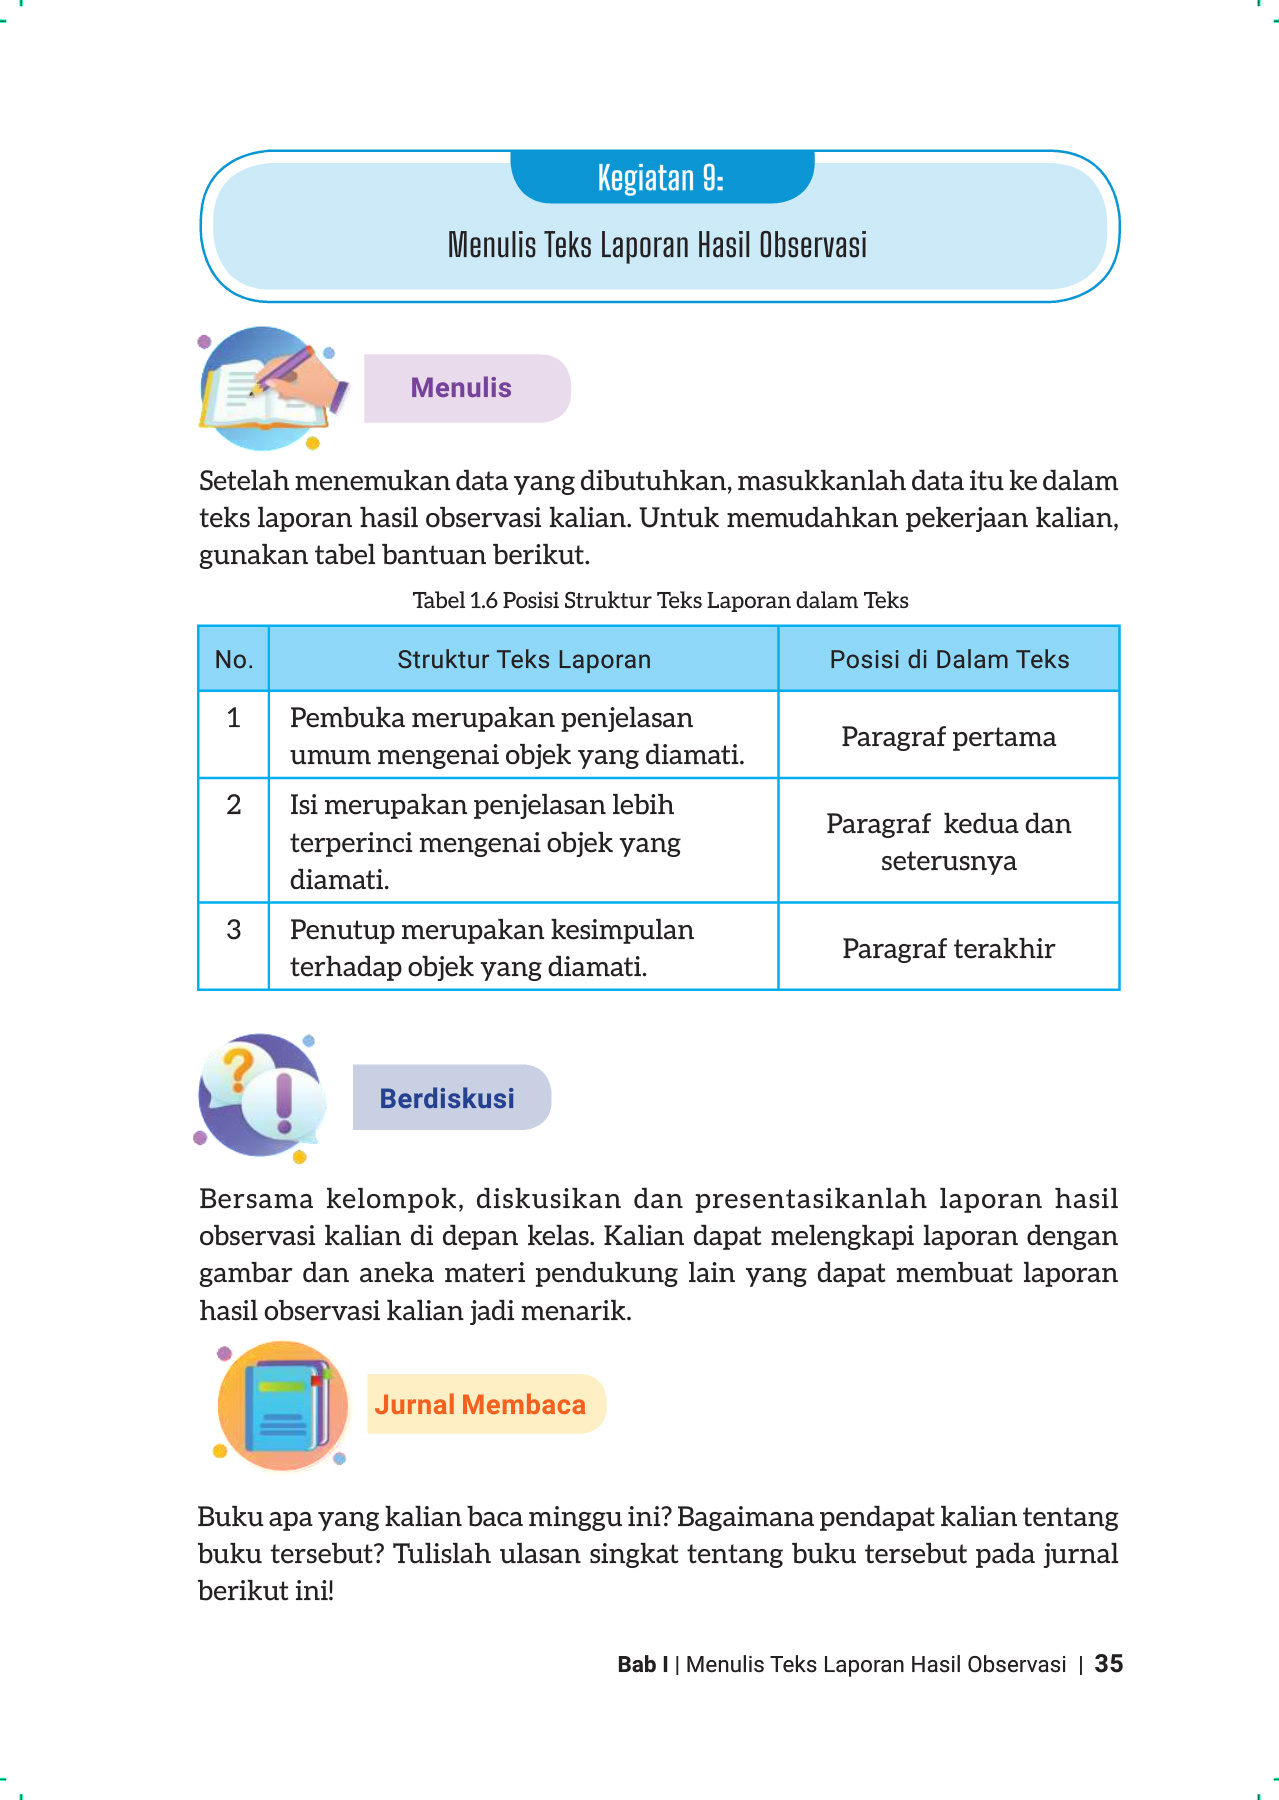 Kegiatan 9:
Menulis Teks Laporan Hasil Observasi
Menulis
Setelah menemukan data yang dibutuhkan, masukkanlah data itu ke dalam
teks laporan hasil observasi kalian. Untuk memudahkan pekerjaan kalian,
gunakan tabel bantuan berikut.
Tabel 1.6 Posisi Struktur Teks Laporan dalam Teks
No. Struktur Teks Laporan Posisi di Dalam Teks
1 Pembuka merupakan penjelasan
umum mengenai objek yang diamati.
Paragraf pertama
2 Isi merupakan penjelasan lebih
terperinci mengenai objek yang
diamati.
Paragraf kedua dan
seterusnya
3 Penutup merupakan kesimpulan
terhadap objek yang diamati.
Paragraf terakhir
Berdiskusi
Bersama kelompok, diskusikan dan presentasikanlah laporan hasil
observasi kalian di depan kelas. Kalian dapat melengkapi laporan dengan
gambar dan aneka materi pendukung lain yang dapat membuat laporan
hasil observasi kalian jadi menarik.
Jurnal Membaca
Buku apa yang kalian baca minggu ini? Bagaimana pendapat kalian tentang
buku tersebut? Tulislah ulasan singkat tentang buku tersebut pada jurnal
berikut ini!
Bab I | Menulis Teks Laporan Hasil Observasi | 35